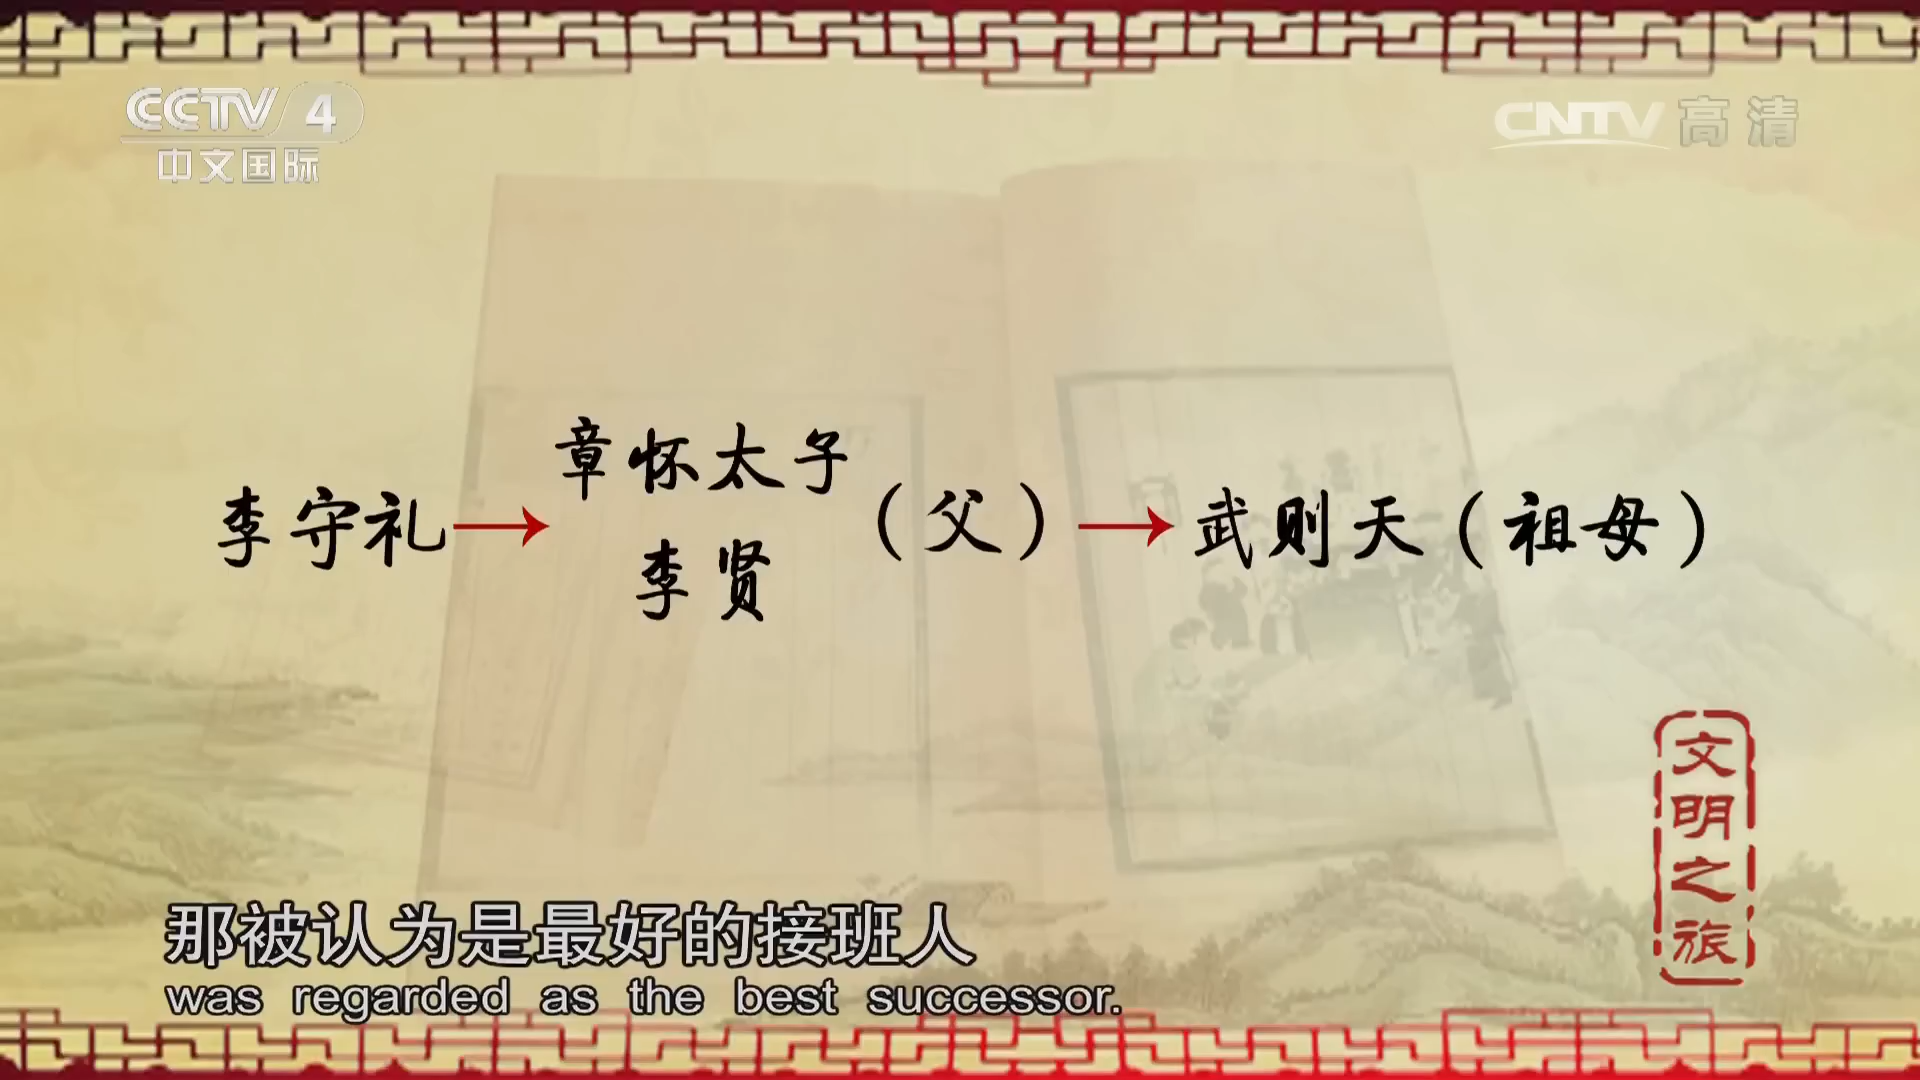 CCTV 4
中文国际
CNTV 高清
李守礼
章怀太子
李贤
（父）
武则天（祖母）
文明之旅
那被认为是最好的接班人
was regarded as the best successor.